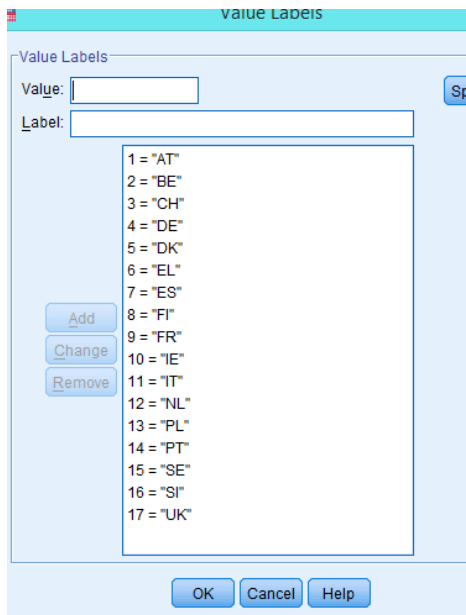 Value Labels
Value Labels
Value:
Sp
Label:
1 = "AT"
2 = "BE"
3 = "CH"
4 = "DE"
5 = "DK"
6 = "EL"
7 = "ES"
8 = "FI"
9 = "FR"
10 = "IE"
11 = "IT"
12 = "NL"
13 = "PL"
14 = "PT"
15 = "SE"
16 = "SI"
17 = "UK"
Add
Change
Remove
OK Cancel Help